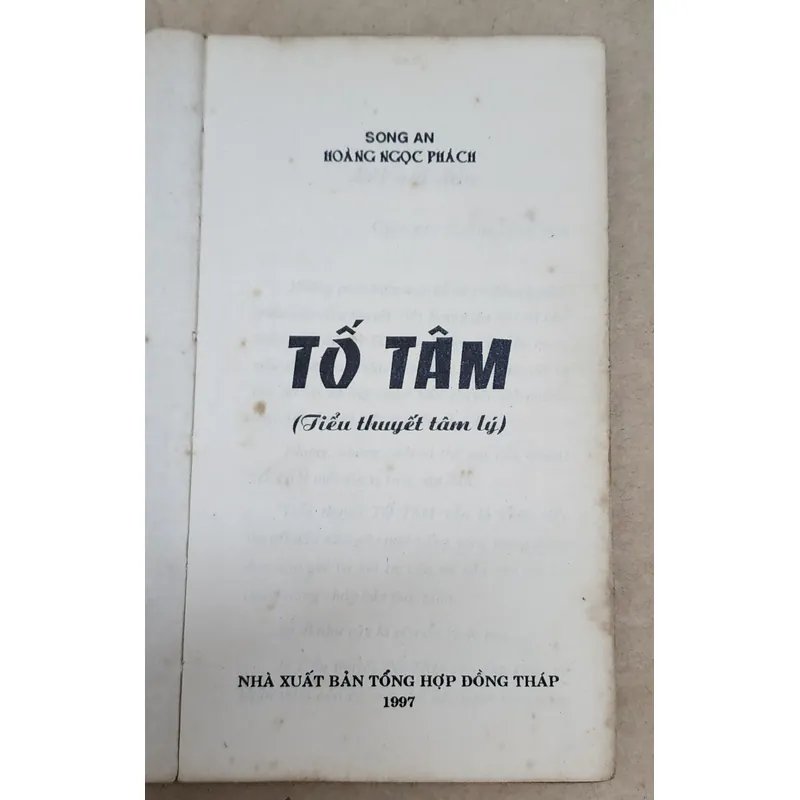 SONG AN
HOÀNG NGỌC PHÁCH
TỐ TÂM
(Tiểu thuyết tâm lý)
NHÀ XUẤT BẢN TỔNG HỢP ĐỒNG THÁP
1997